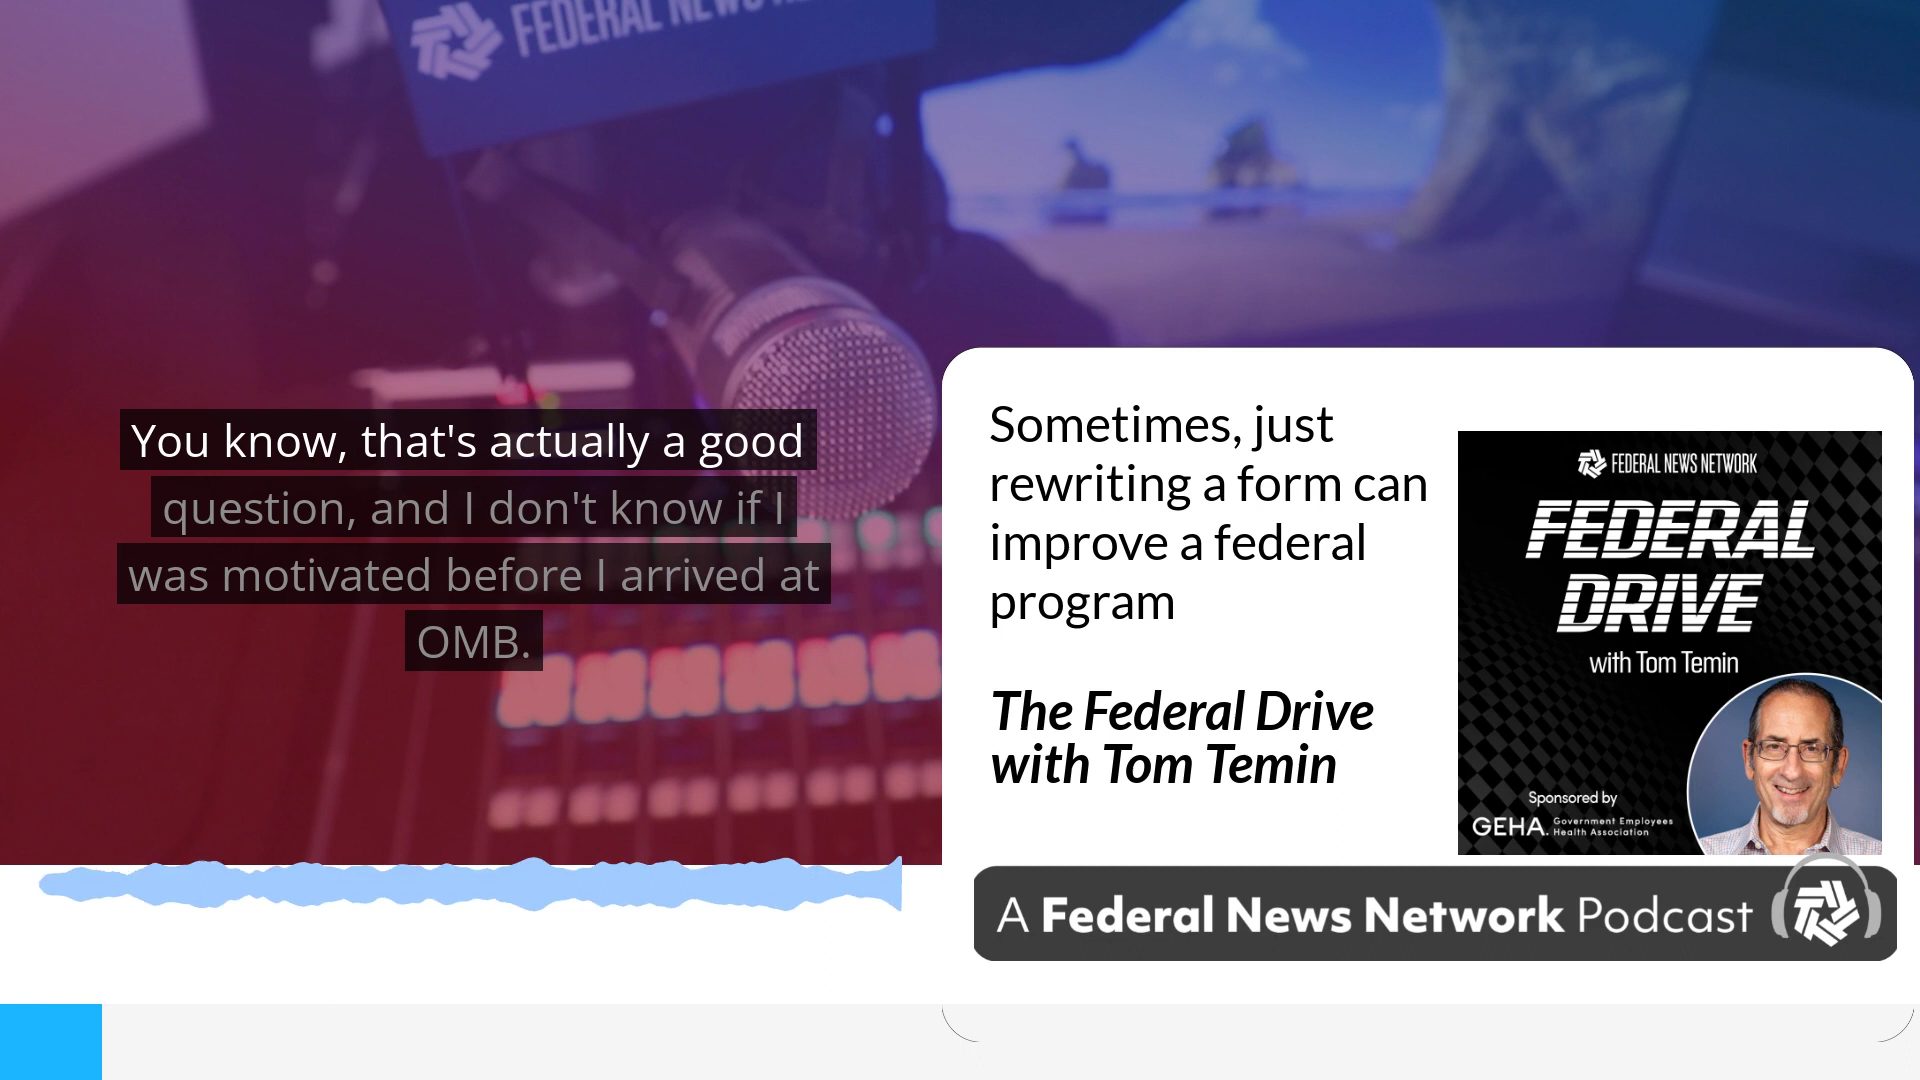 FEDERAL NEWS
You know, that's actually a good
question, and I don't know if I
was motivated before I arrived at
OMB.
Sometimes, just
rewriting a form can
improve a federal
program
The Federal Drive
with Tom Temin
FEDERAL NEWS NETWORK
FEDERAL
DRIVE
with Tom Temin
Sponsored by
GEHA. Government Employees
Health Association
A Federal News Network Podcast